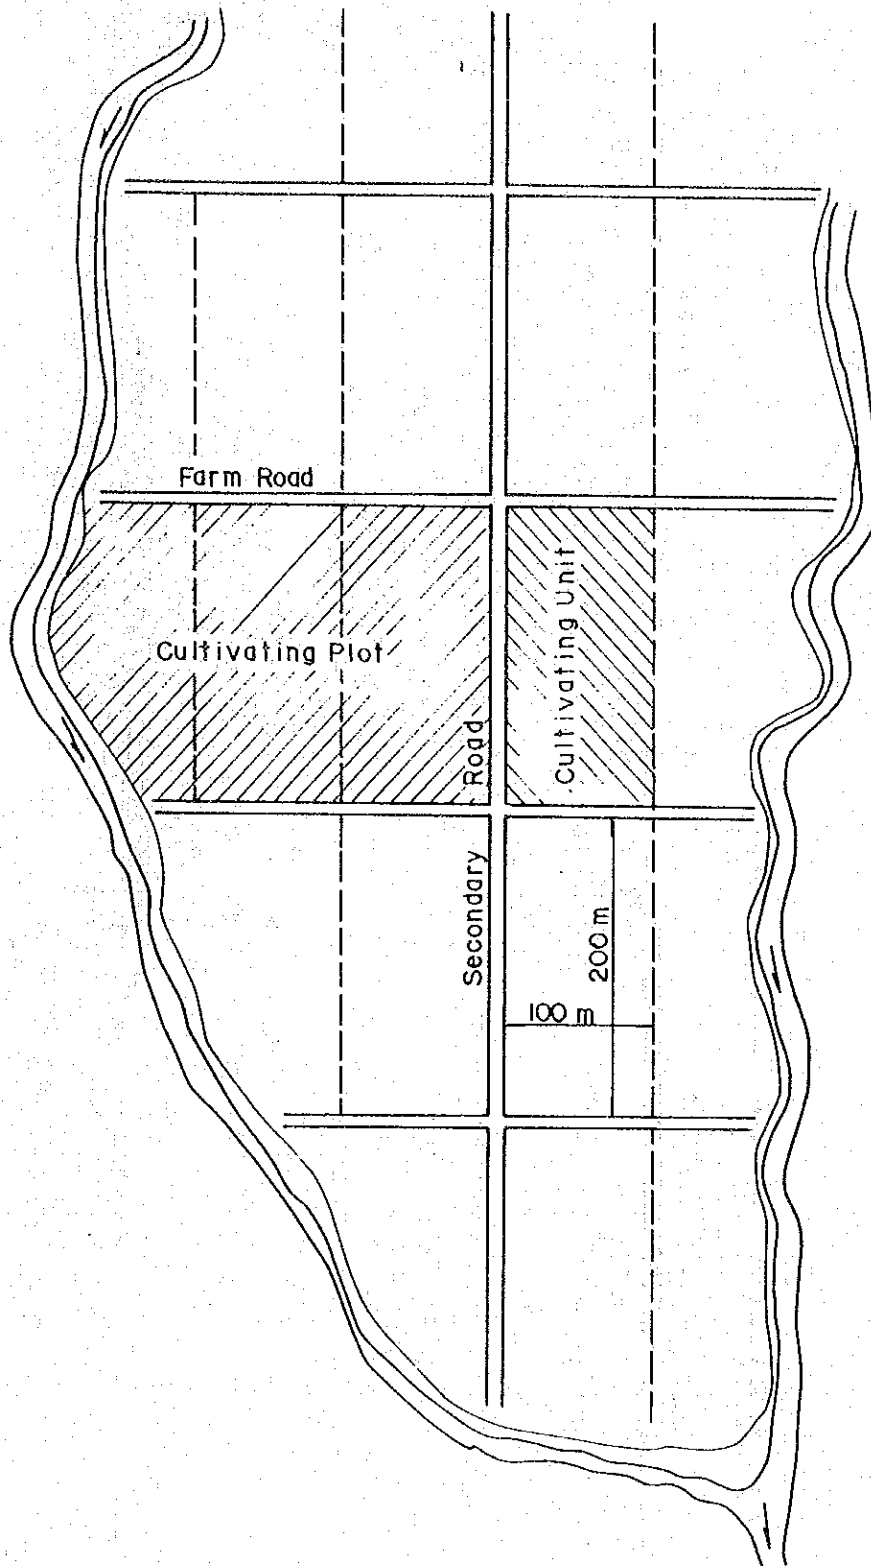 Farm Road
Cultivating Plot
Cultivating Unit
Secondary Road
200 m
100 m